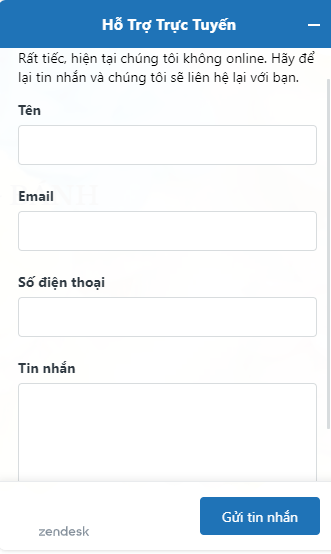 Hỗ Trợ Trực Tuyến
Rất tiếc, hiện tại chúng tôi không online. Hãy để
lại tin nhắn và chúng tôi sẽ liên hệ lại với bạn.
Tên
Email
Số điện thoại
Tin nhắn
zendesk
Gửi tin nhắn